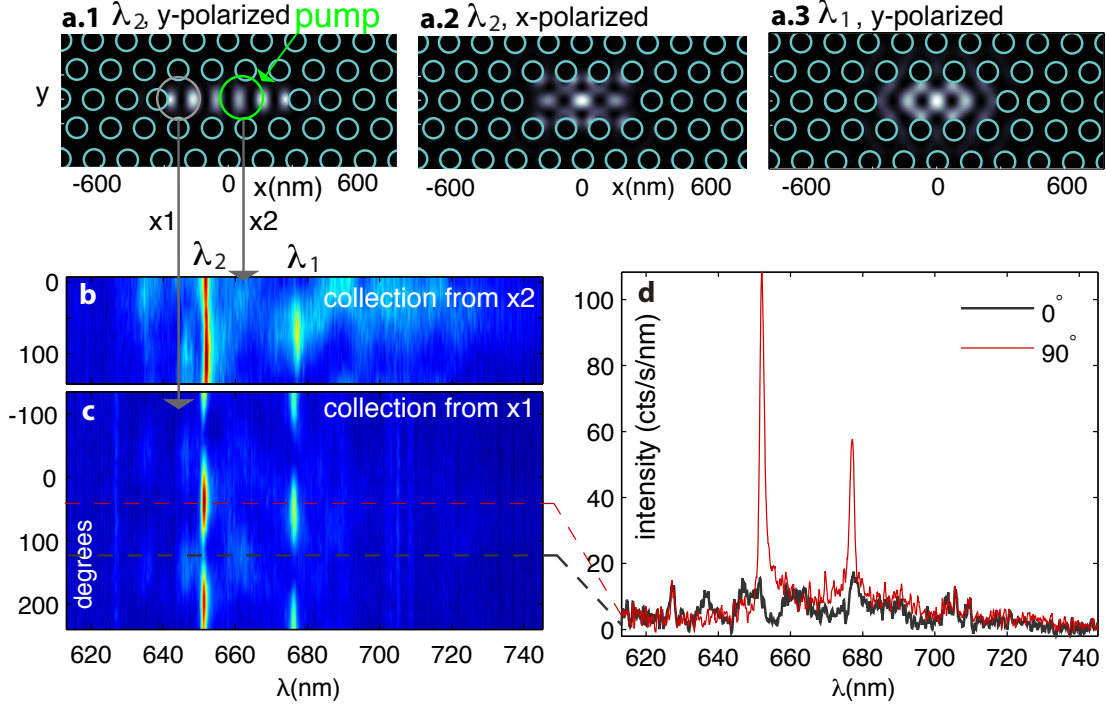 a.1 λ2, y-polarized
pump
a.2 λ2, x-polarized
a.3 λ1, y-polarized
y
-600 0 x(nm) 600
-600 0 x(nm) 600
-600 0 600
x1 x2
λ2 λ1
b collection from x2
0
100
c collection from x1
-100
0
100
200
degrees
620 640 660 680 700 720 740
λ(nm)
d
0°
90°
intensity (cts/s/nm)
100
80
60
40
20
0
620 640 660 680 700 720 740
λ(nm)